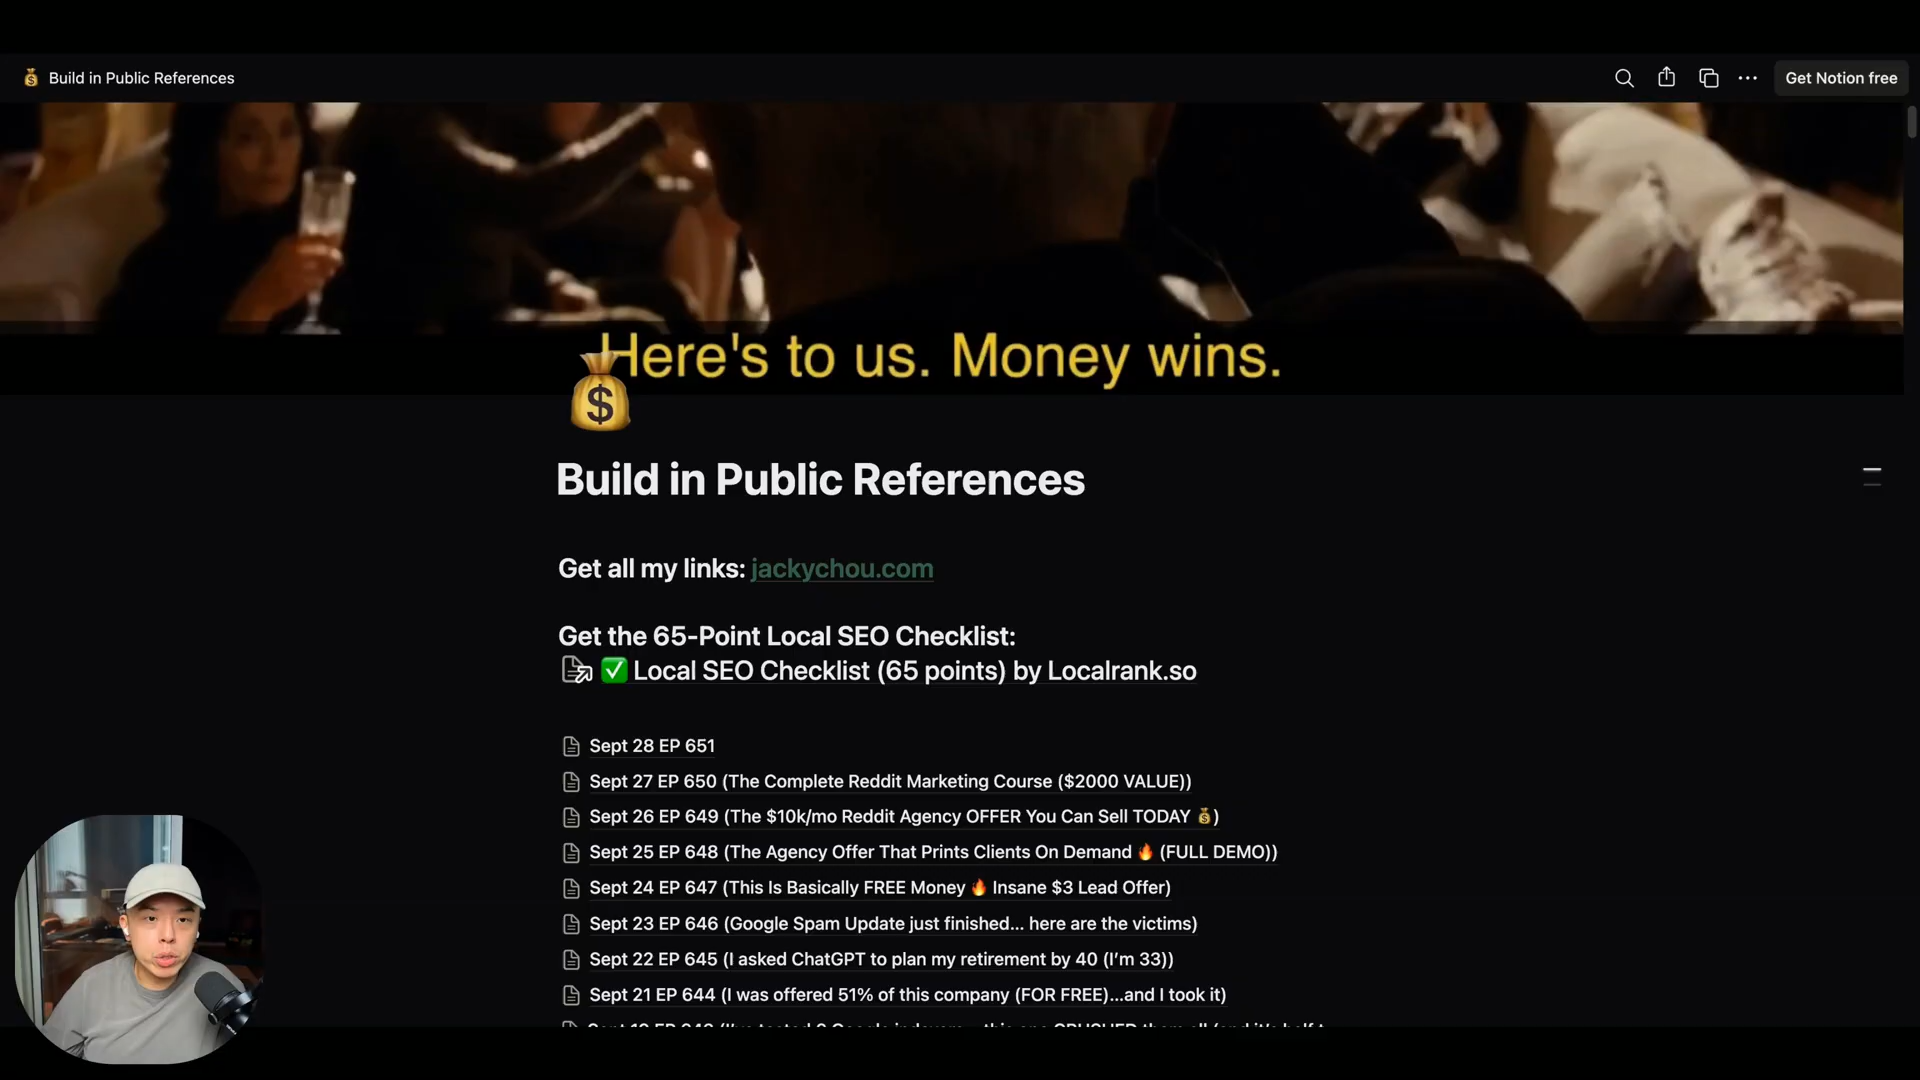 Build in Public References
Get Notion free
Here's to us. Money wins.
Build in Public References
Get all my links: jackychou.com
Get the 65-Point Local SEO Checklist:
✅ Local SEO Checklist (65 points) by Localrank.so
Sept 28 EP 651
Sept 27 EP 650 (The Complete Reddit Marketing Course ($2000 VALUE))
Sept 26 EP 649 (The $10k/mo Reddit Agency OFFER You Can Sell TODAY 💰)
Sept 25 EP 648 (The Agency Offer That Prints Clients On Demand 🔥 (FULL DEMO))
Sept 24 EP 647 (This Is Basically FREE Money 🔥 Insane $3 Lead Offer)
Sept 23 EP 646 (Google Spam Update just finished... here are the victims)
Sept 22 EP 645 (I asked ChatGPT to plan my retirement by 40 (I'm 33))
Sept 21 EP 644 (I was offered 51% of this company (FOR FREE)...and I took it)